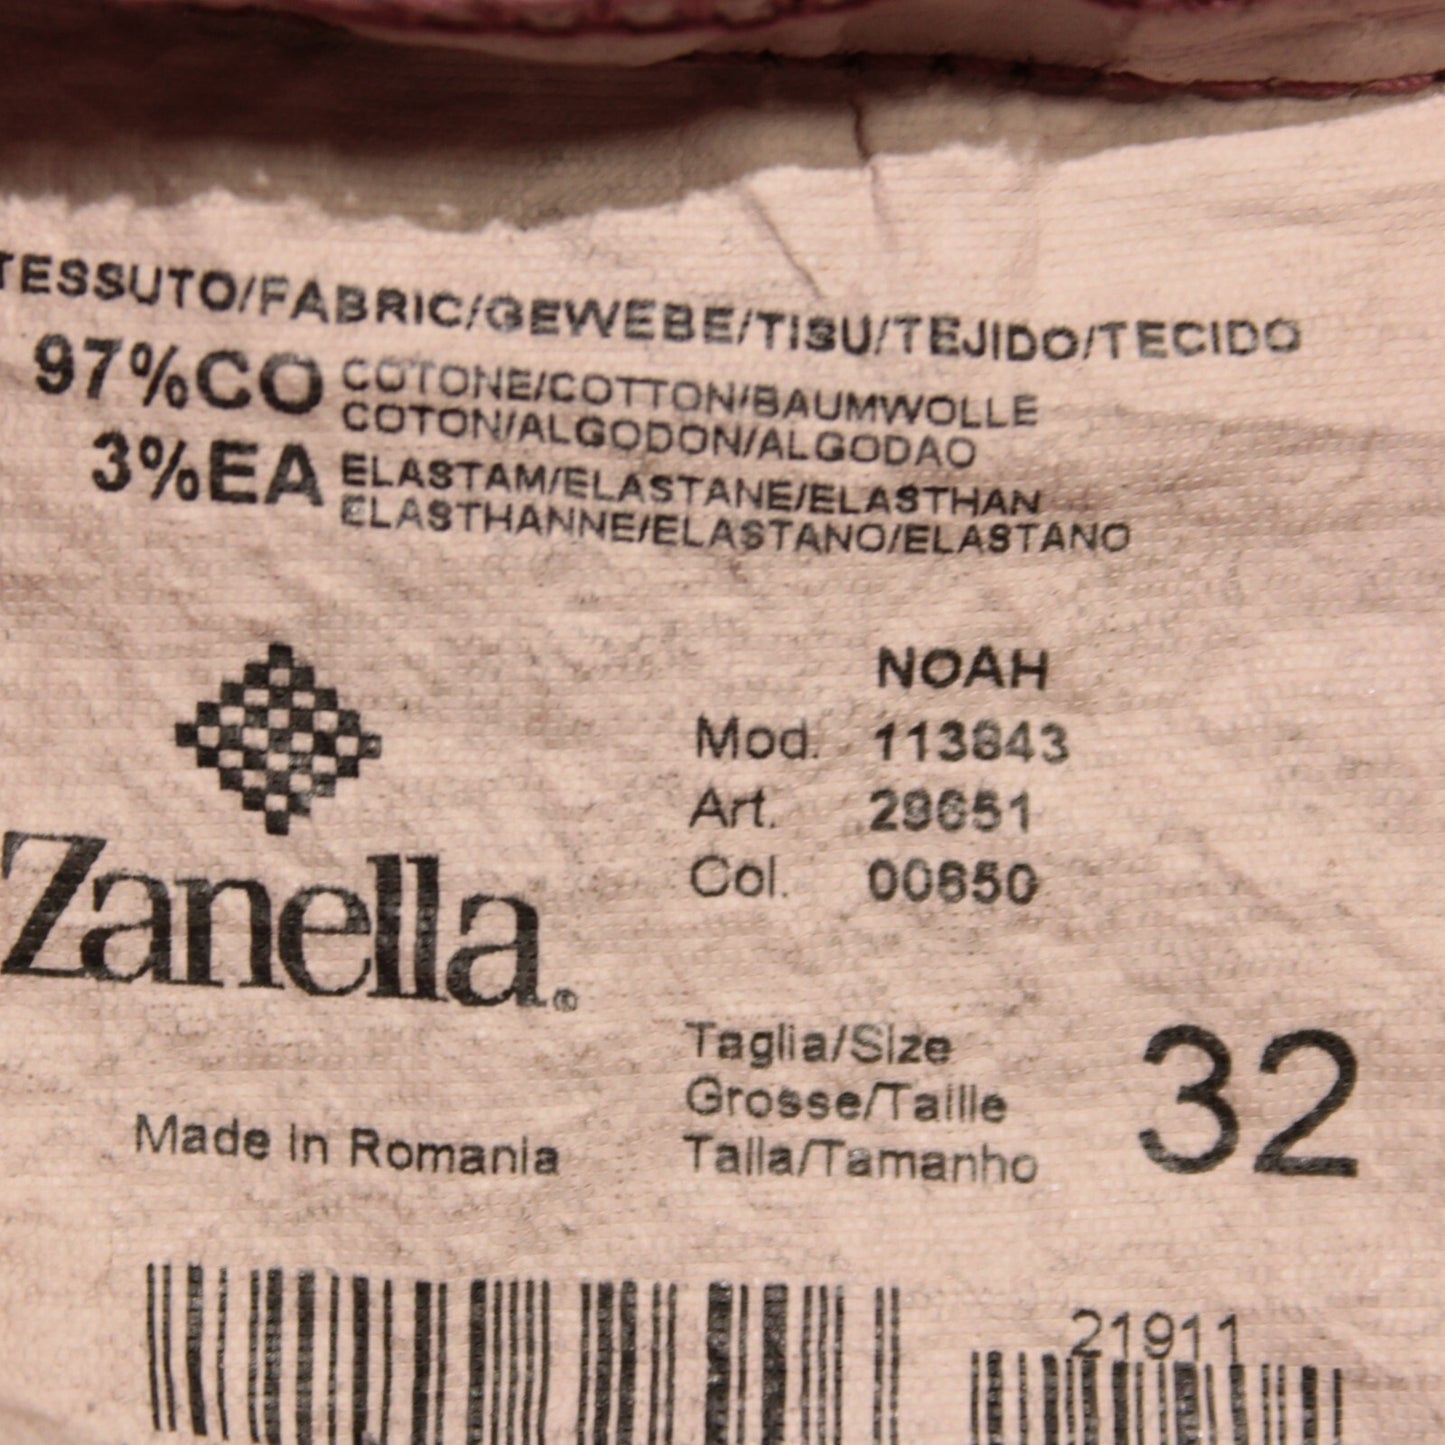 TESSUTO/FABRIC/GEWEBE/TISU/TEJIDO/TECIDO
97%CO COTONE/COTTON/BAUMWOLLE
COTON/ALGODON/ALGODAO
3%EA ELASTAM/ELASTANE/ELASTHAN
ELASTHANNE/ELASTANO/ELASTANO
Zanella®
Made in Romania
NOAH
Mod. 113843
Art. 29651
Col. 00650
Taglia/Size
Grosse/Taille
Talla/Tamanho
32
21911